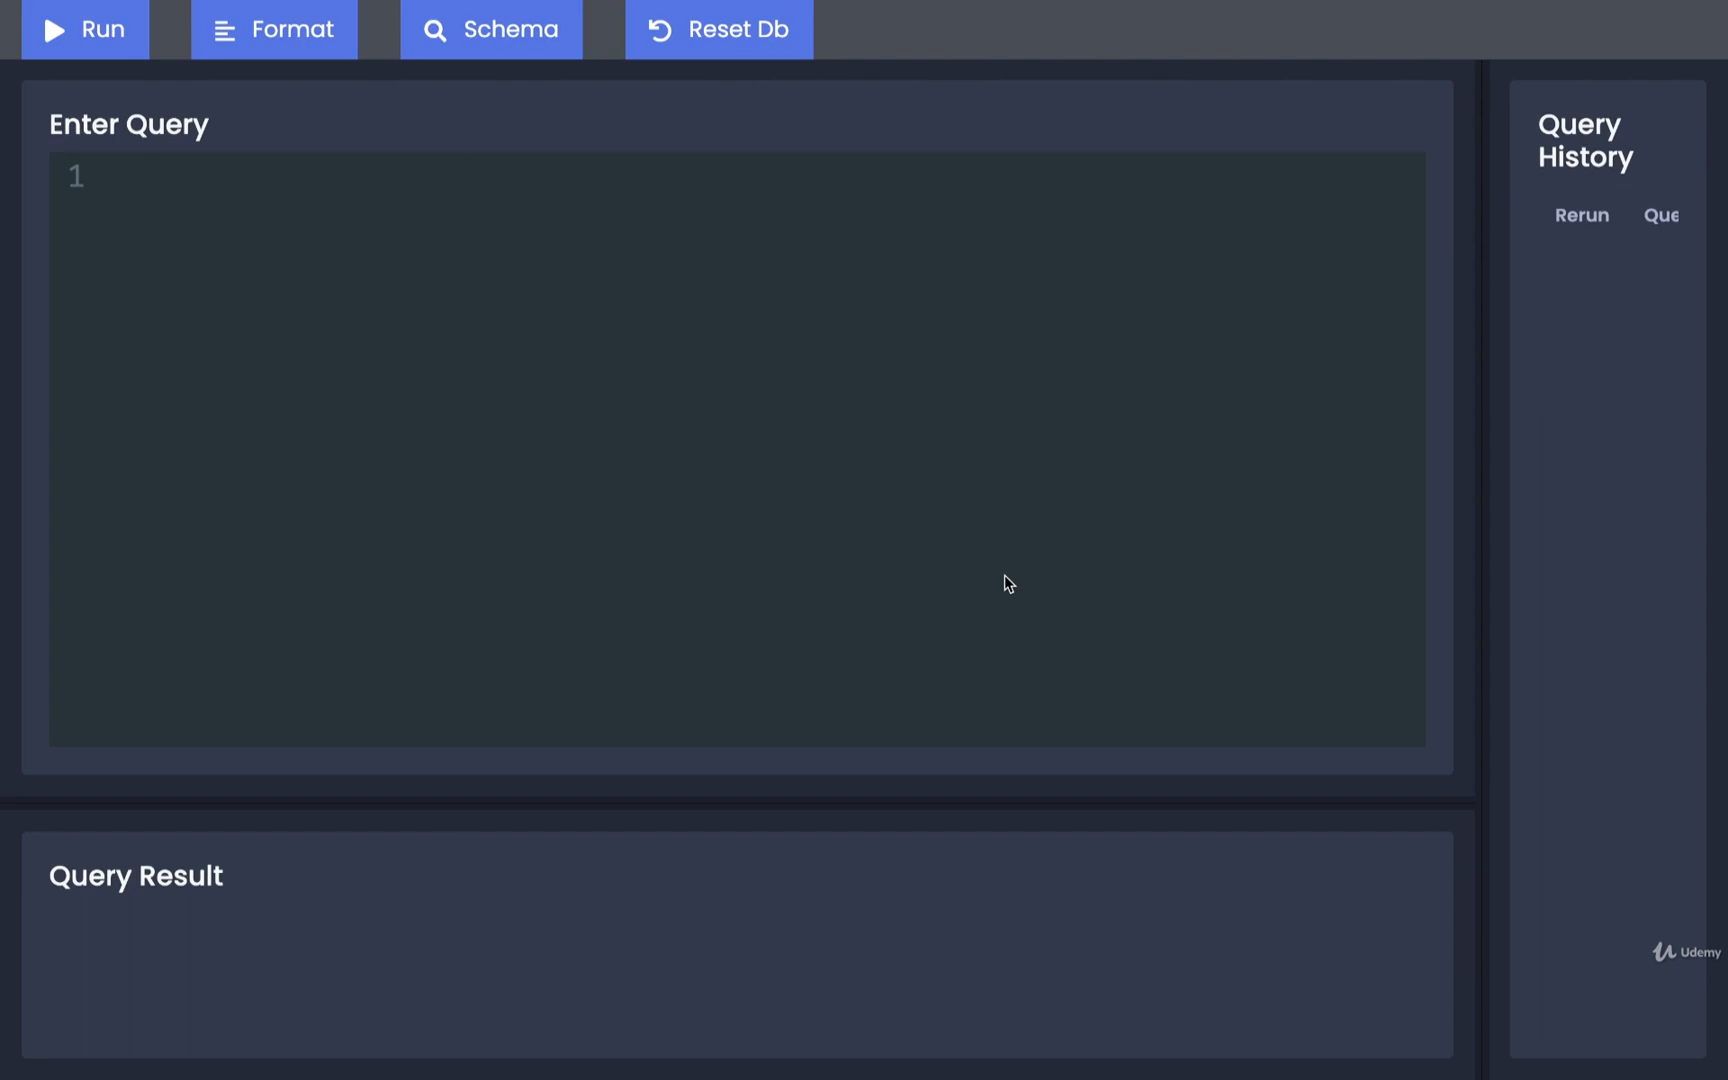 Run
Format
Schema
Reset Db
Enter Query
1
Query
History
Rerun
Que
Query Result
Udemy